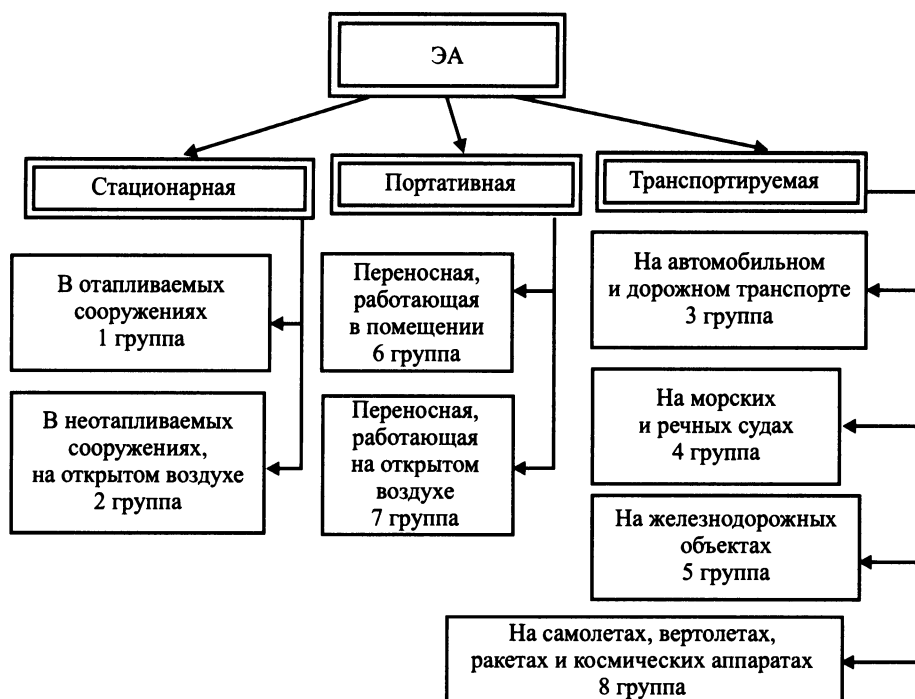 ЭА
Стационарная
Портативная
Транспортируемая
В отапливаемых
сооружениях
1 группа
В неотапливаемых
сооружениях,
на открытом воздухе
2 группа
Переносная,
работающая
в помещении
6 группа
Переносная,
работающая
на открытом
воздухе
7 группа
На автомобильном
и дорожном транспорте
3 группа
На морских
и речных судах
4 группа
На железнодорожных
объектах
5 группа
На самолетах, вертолетах,
ракетах и космических аппаратах
8 группа